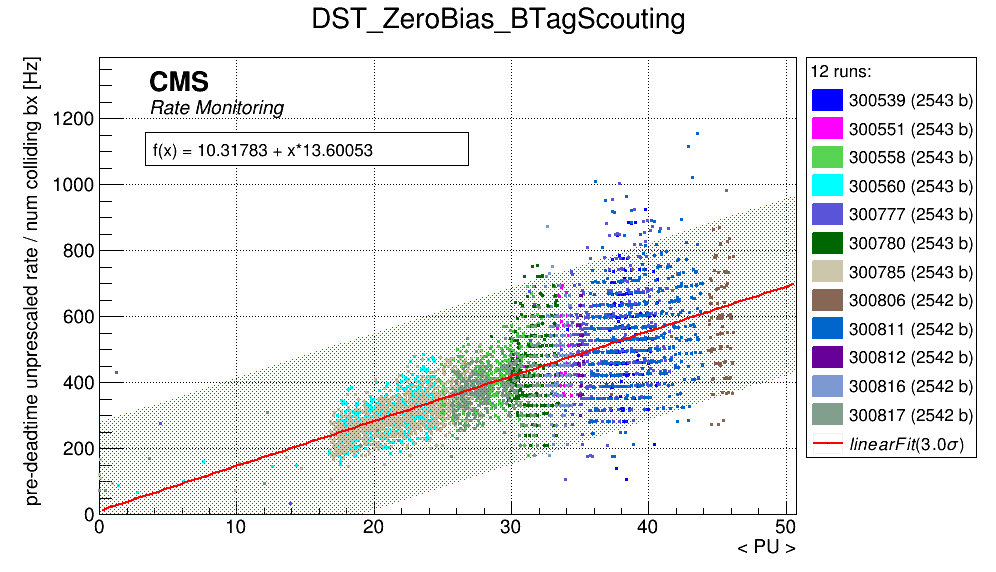 DST_ZeroBias_BTagScouting
pre-deadtime unprescaled rate / num colliding bx [Hz]
CMS
Rate Monitoring
f(x) = 10.31783 + x*13.60053
1200
1000
800
600
400
200
0
0 10 20 30 40 50
< PU >
12 runs:
300539 (2543 b)
300551 (2543 b)
300558 (2543 b)
300560 (2543 b)
300777 (2543 b)
300780 (2543 b)
300785 (2543 b)
300806 (2542 b)
300811 (2542 b)
300812 (2542 b)
300816 (2542 b)
300817 (2542 b)
linearFit(3.0σ)